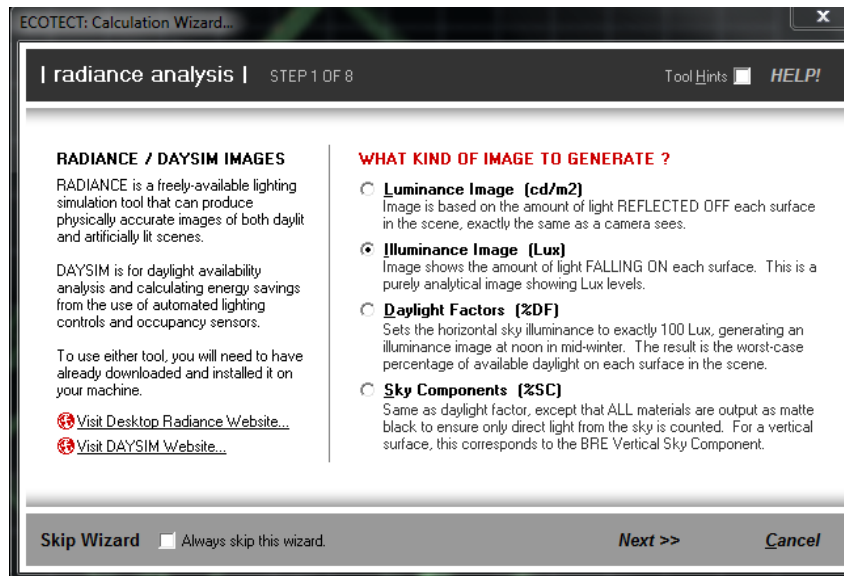 ECOTECT: Calculation Wizard...
x
| radiance analysis | STEP 1 OF 8
Tool Hints
HELP!
RADIANCE / DAYSIM IMAGES
RADIANCE is a freely-available lighting
simulation tool that can produce
physically accurate images of both daylit
and artificially lit scenes.
DAYSIM is for daylight availability
analysis and calculating energy savings
from the use of automated lighting
controls and occupancy sensors.
To use either tool, you will need to have
already downloaded and installed it on
your machine.
Visit Desktop Radiance Website...
Visit DAYSIM Website...
WHAT KIND OF IMAGE TO GENERATE ?
Luminance Image (cd/m2)
Image is based on the amount of light REFLECTED OFF each surface
in the scene, exactly the same as a camera sees.
Illuminance Image (Lux)
Image shows the amount of light FALLING ON each surface. This is a
purely analytical image showing Lux levels.
Daylight Factors (%DF)
Sets the horizontal sky illuminance to exactly 100 Lux, generating an
illuminance image at noon in mid-winter. The result is the worst-case
percentage of available daylight on each surface in the scene.
Sky Components (%SC)
Same as daylight factor, except that ALL materials are output as matte
black to ensure only direct light from the sky is counted. For a vertical
surface, this corresponds to the BRE Vertical Sky Component.
Skip Wizard
Always skip this wizard.
Next >>
Cancel